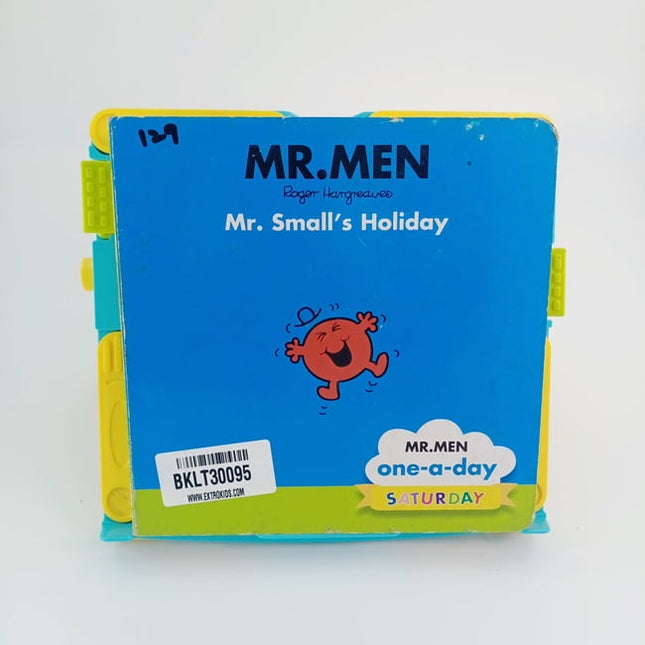 129
MR.MEN
Roger Hargreaves
Mr. Small's Holiday
MR.MEN
one-a-day
SATURDAY
BKLT30095
WWW.EXTROKIDS.COM